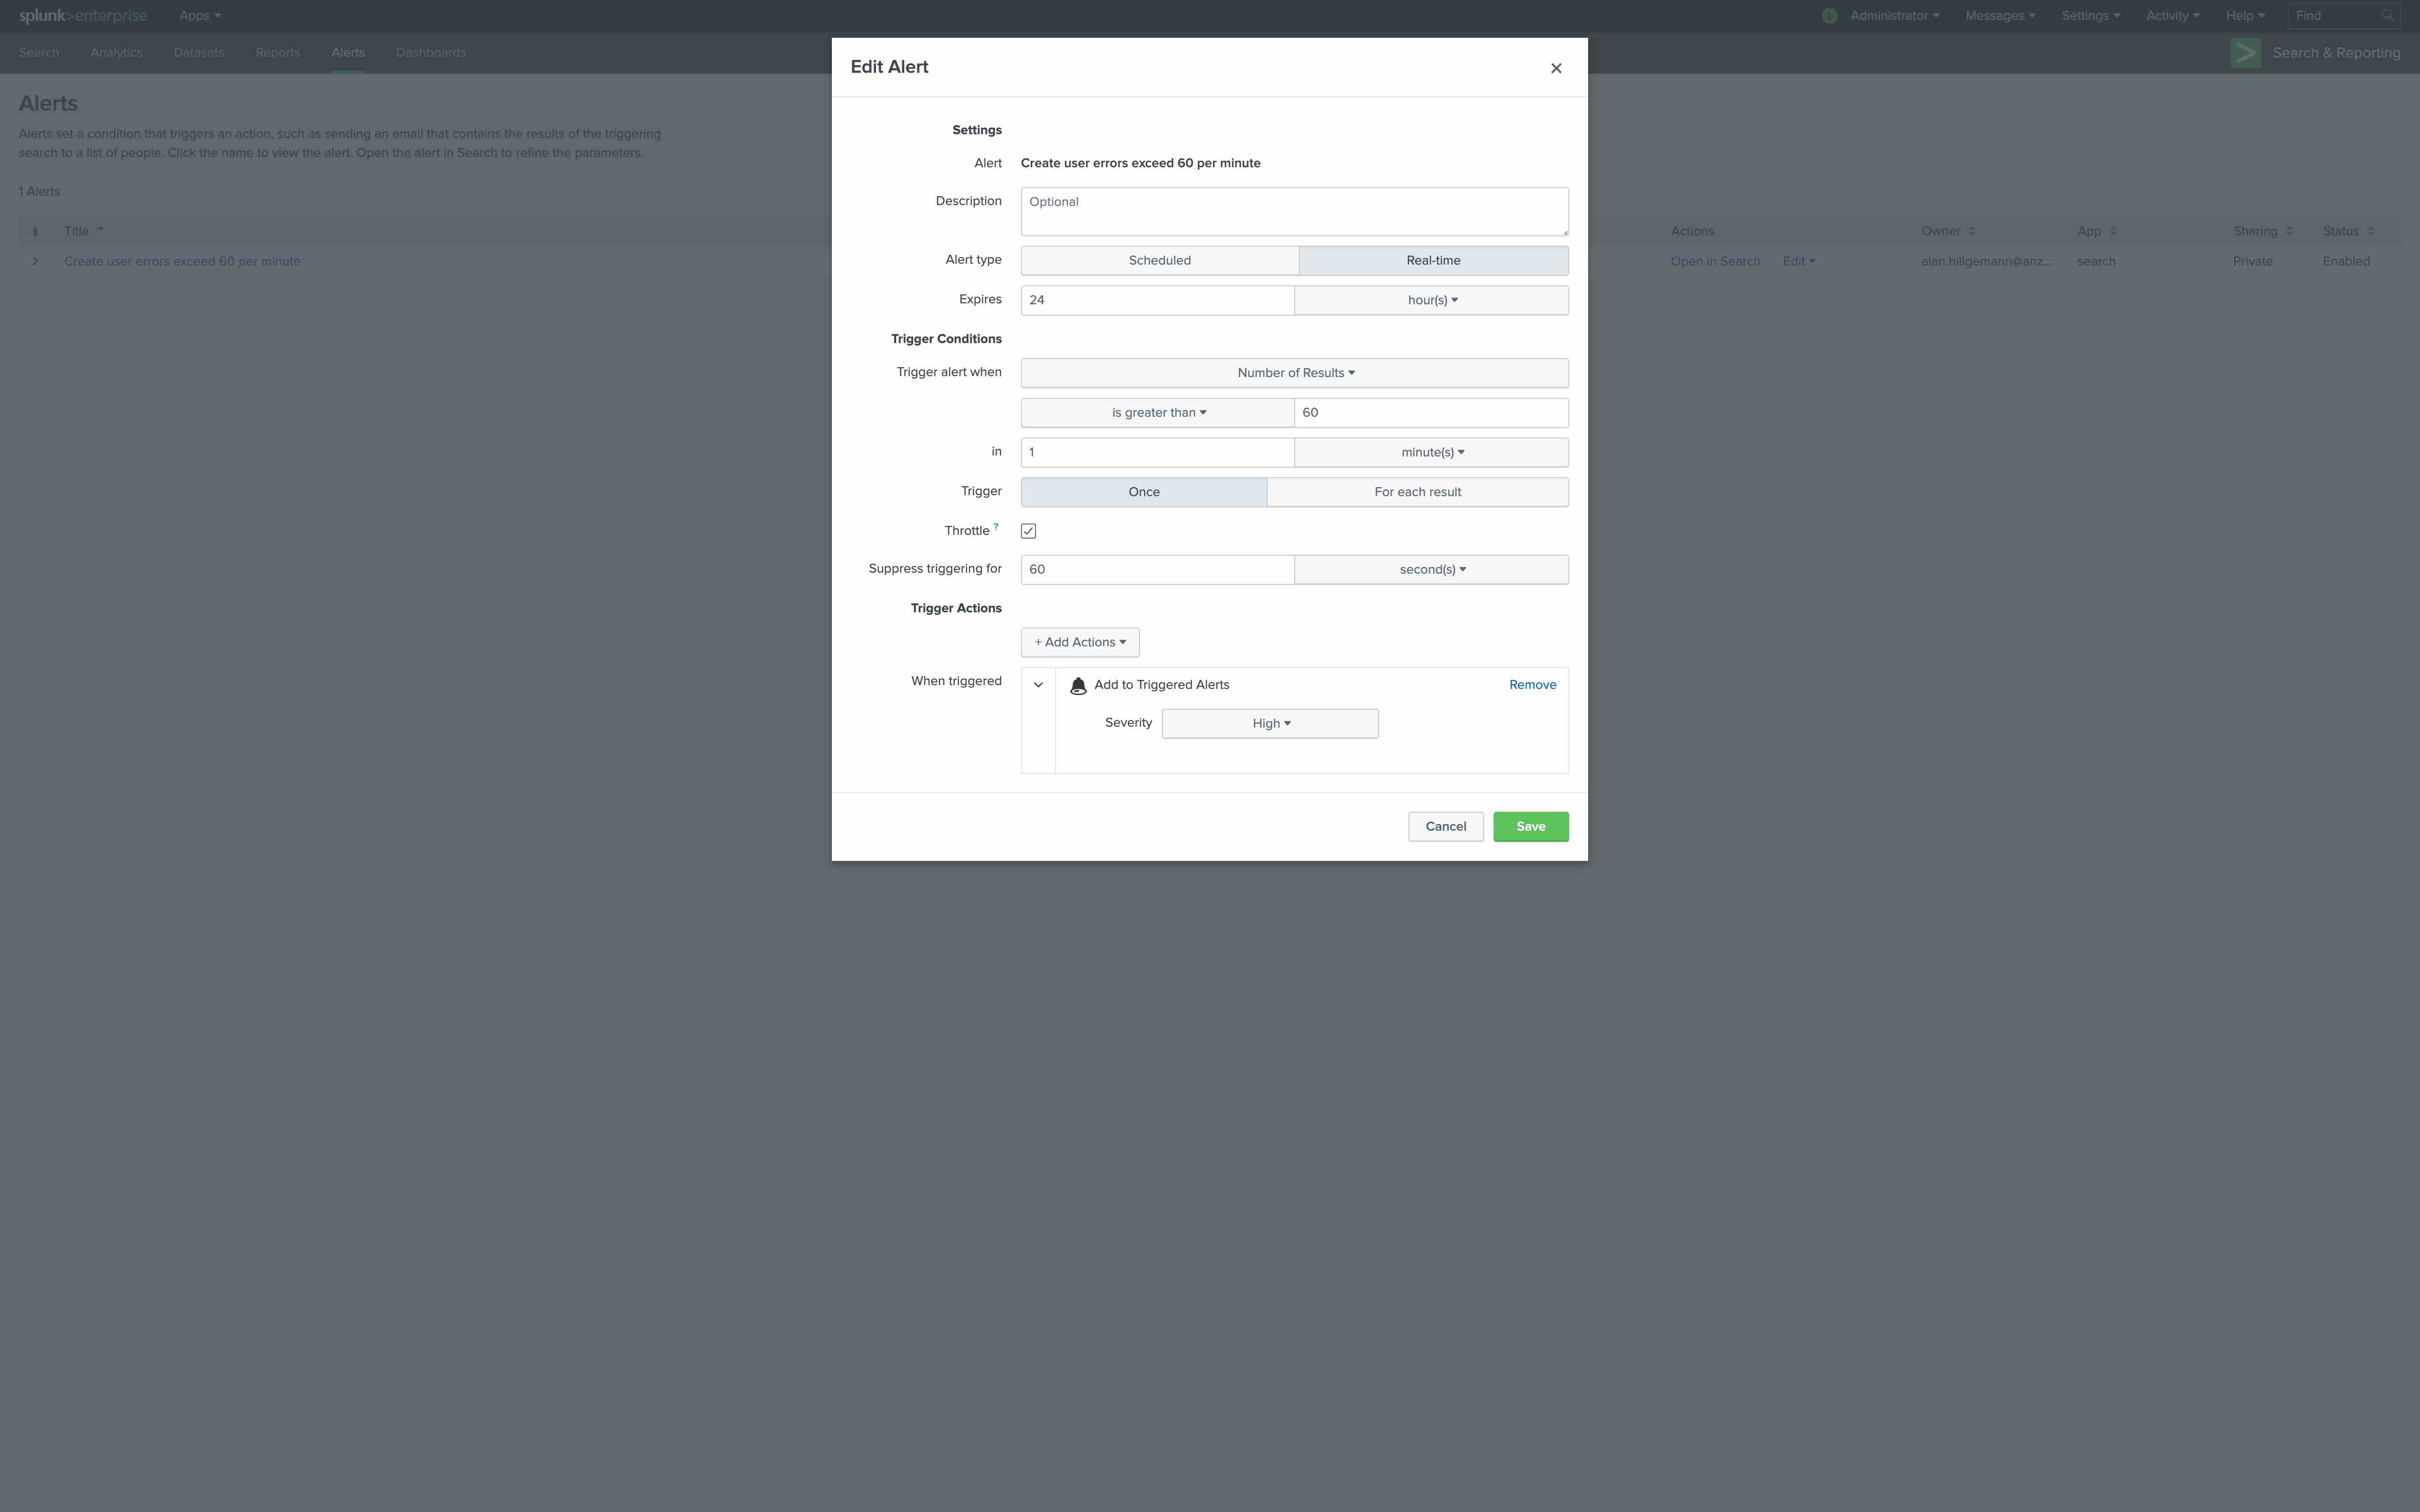 splunk>enterprise Apps Administrator Messages Settings Activity Help Find
Search Analytics Datasets Reports Alerts Dashboards Search & Reporting
Edit Alert
Alerts
Alerts set a condition that triggers an action, such as sending an email that contains the results of the triggering
search to a list of people. Click the name to view the alert. Open the alert in Search to refine the parameters.
1 Alerts
i Title Actions Owner App Sharing Status
Create user errors exceed 60 per minute Open in Search Edit alan.hillgemann@anz... search Private Enabled
Settings
Alert Create user errors exceed 60 per minute
Description Optional
Alert type Scheduled Real-time
Expires 24 hour(s)
Trigger Conditions
Trigger alert when Number of Results
is greater than 60
in 1 minute(s)
Trigger Once For each result
Throttle ?
Suppress triggering for 60 second(s)
Trigger Actions
+ Add Actions
When triggered Add to Triggered Alerts Remove
Severity High
Cancel Save